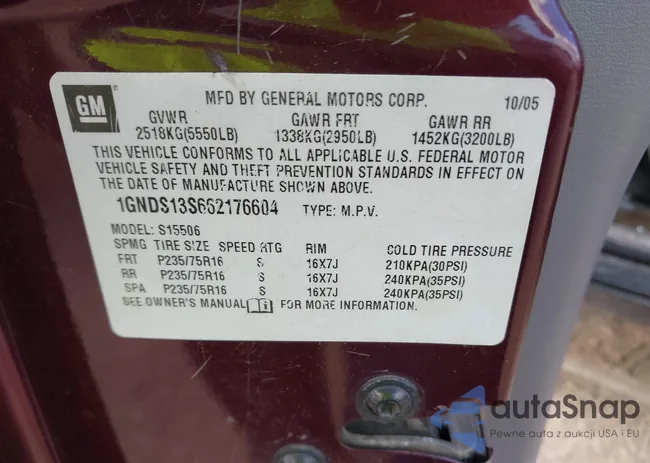 GM
MFD BY GENERAL MOTORS CORP. 10/05
GVWR GAWR FRT GAWR RR
2518KG(5550LB) 1338KG(2950LB) 1452KG(3200LB)
THIS VEHICLE CONFORMS TO ALL APPLICABLE U.S. FEDERAL MOTOR
VEHICLE SAFETY AND THEFT PREVENTION STANDARDS IN EFFECT ON
THE DATE OF MANUFACTURE SHOWN ABOVE.
1GNDS13S662176604 TYPE: M.P.V.
MODEL: S15506
SPMG TIRE SIZE SPEED RTG RIM COLD TIRE PRESSURE
FRT P235/75R16 S 16X7J 210KPA(30PSI)
RR P235/75R16 S 16X7J 240KPA(35PSI)
SPA P235/75R16 S 16X7J 240KPA(35PSI)
SEE OWNER'S MANUAL FOR MORE INFORMATION.
autaSnap
Pewne auta z aukcji USA i EU